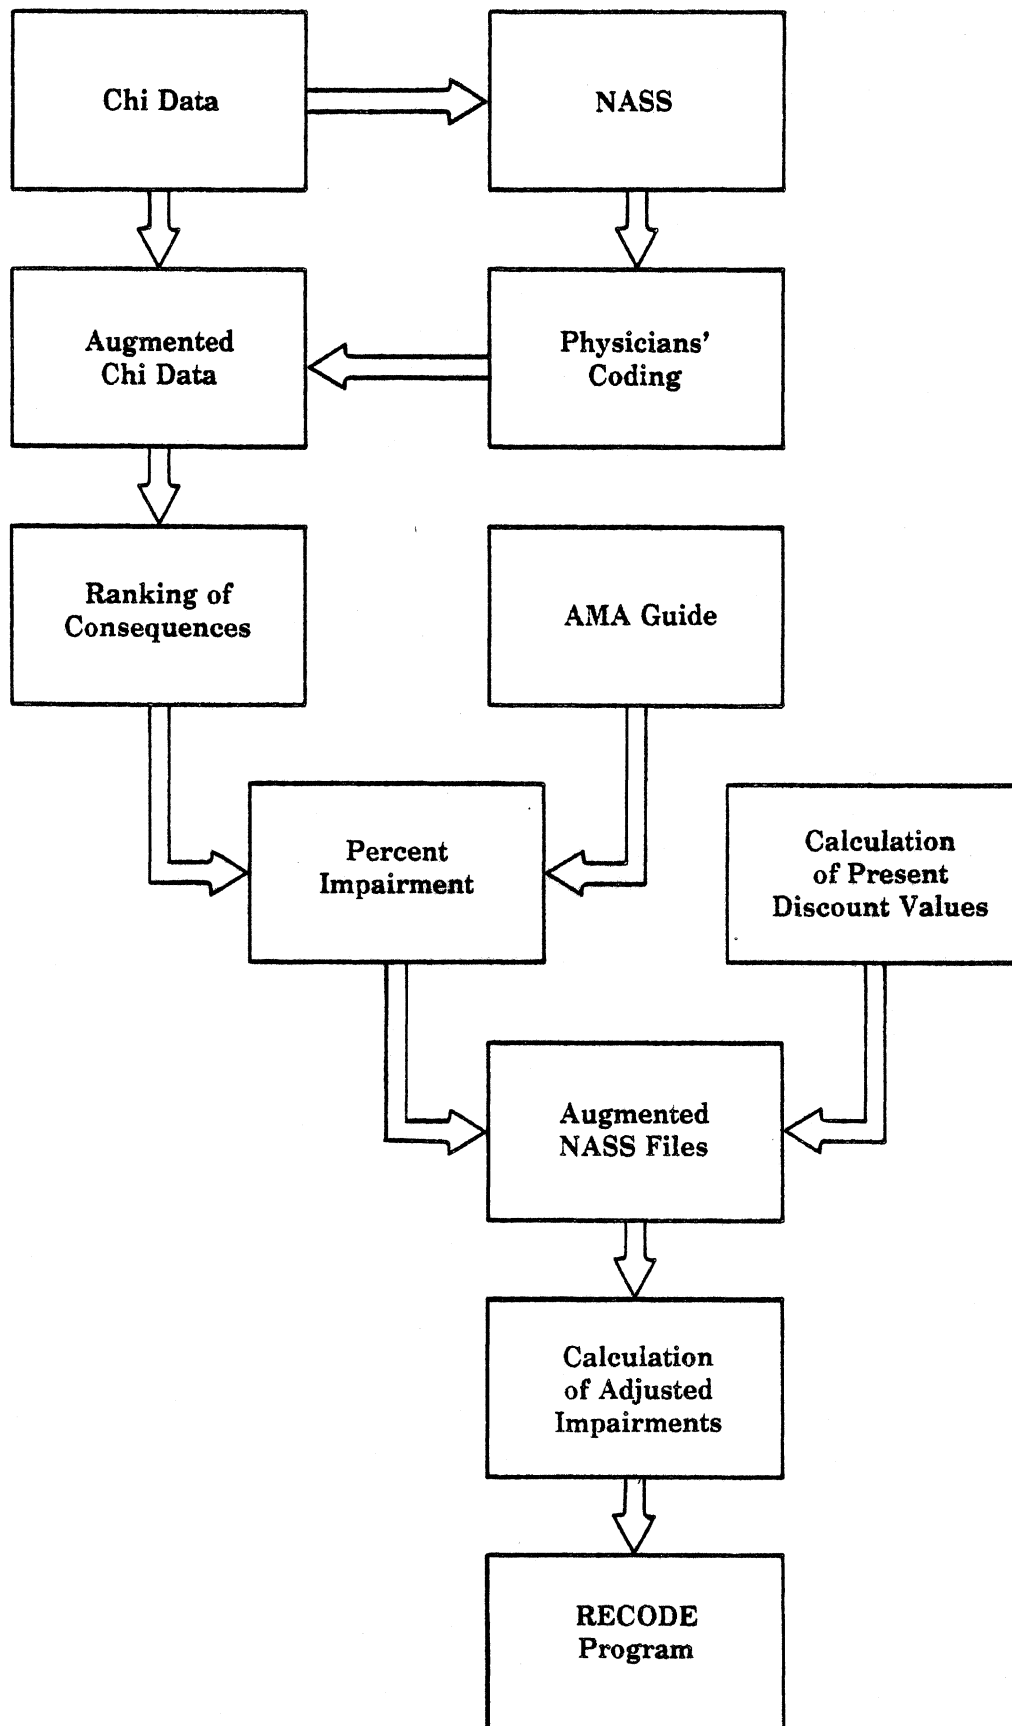 Chi Data
NASS
Augmented
Chi Data
Physicians'
Coding
Ranking of
Consequences
AMA Guide
Percent
Impairment
Calculation
of Present
Discount Values
Augmented
NASS Files
Calculation
of Adjusted
Impairments
RECODE
Program